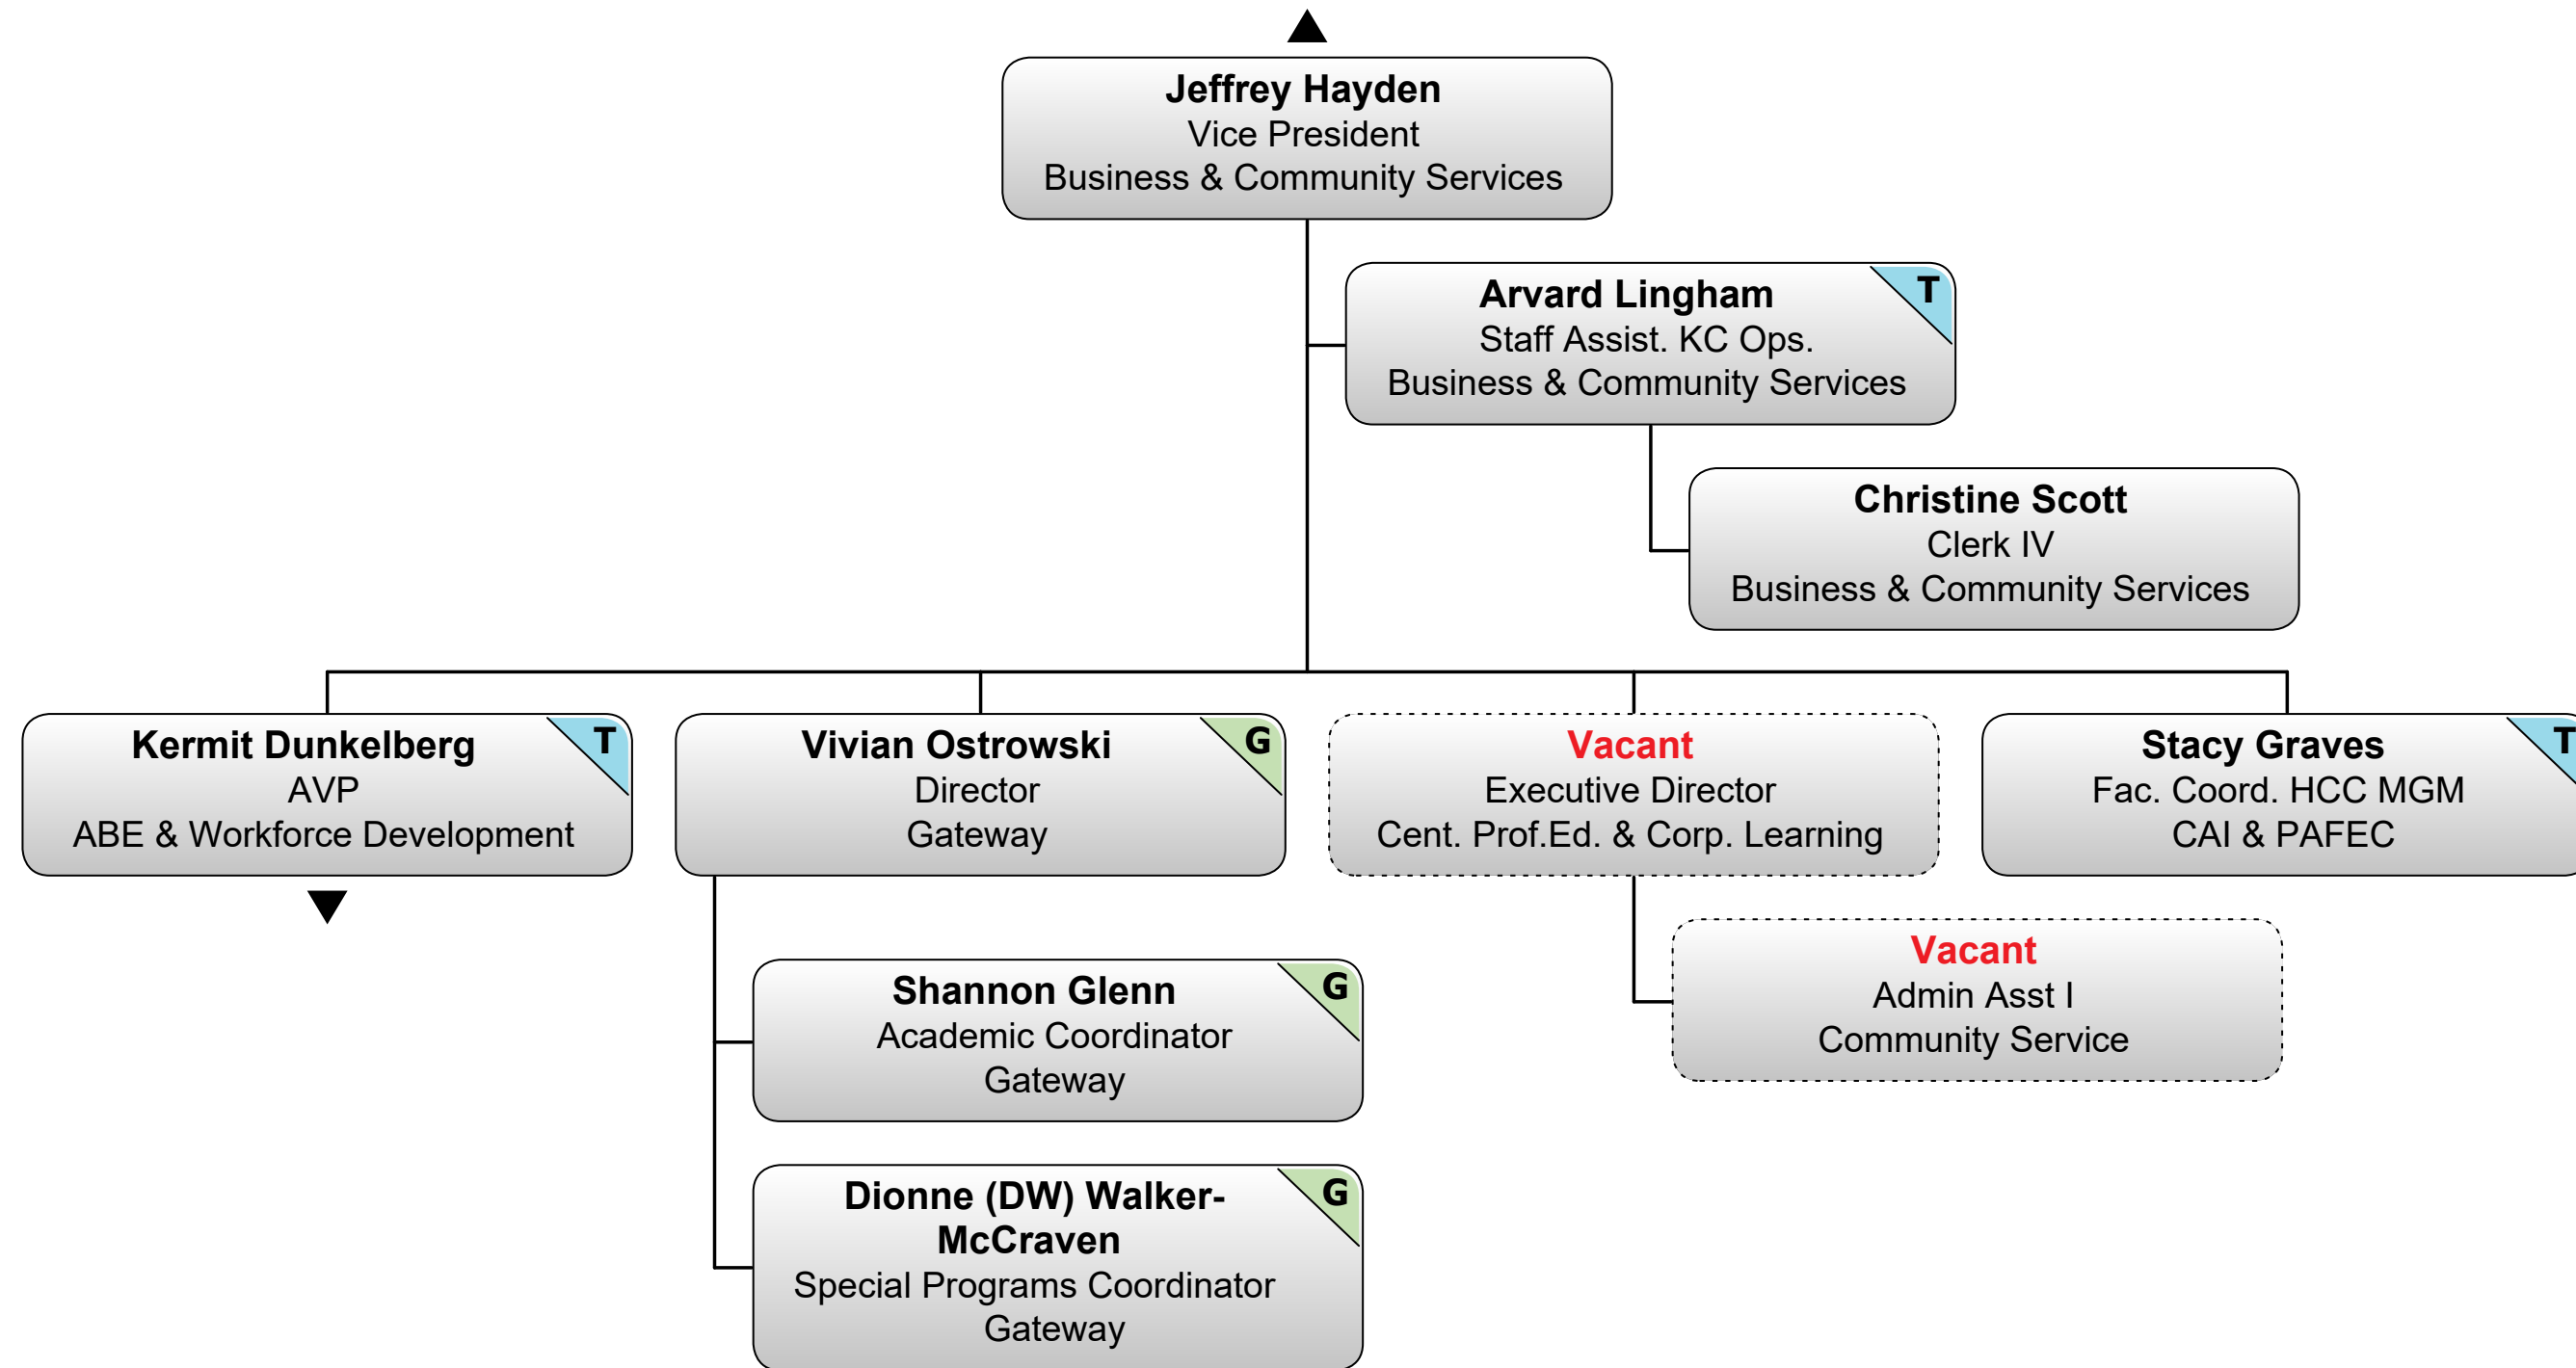 Jeffrey Hayden
Vice President
Business & Community Services
Arvard Lingham
T
Staff Assist. KC Ops.
Business & Community Services
Christine Scott
Clerk IV
Business & Community Services
Kermit Dunkelberg
T
AVP
ABE & Workforce Development
Vivian Ostrowski
G
Director
Gateway
Vacant
Executive Director
Cent. Prof.Ed. & Corp. Learning
Stacy Graves
T
Fac. Coord. HCC MGM
CAI & PAFEC
Shannon Glenn
G
Academic Coordinator
Gateway
Vacant
Admin Asst I
Community Service
Dionne (DW) Walker-
McCraven
G
Special Programs Coordinator
Gateway